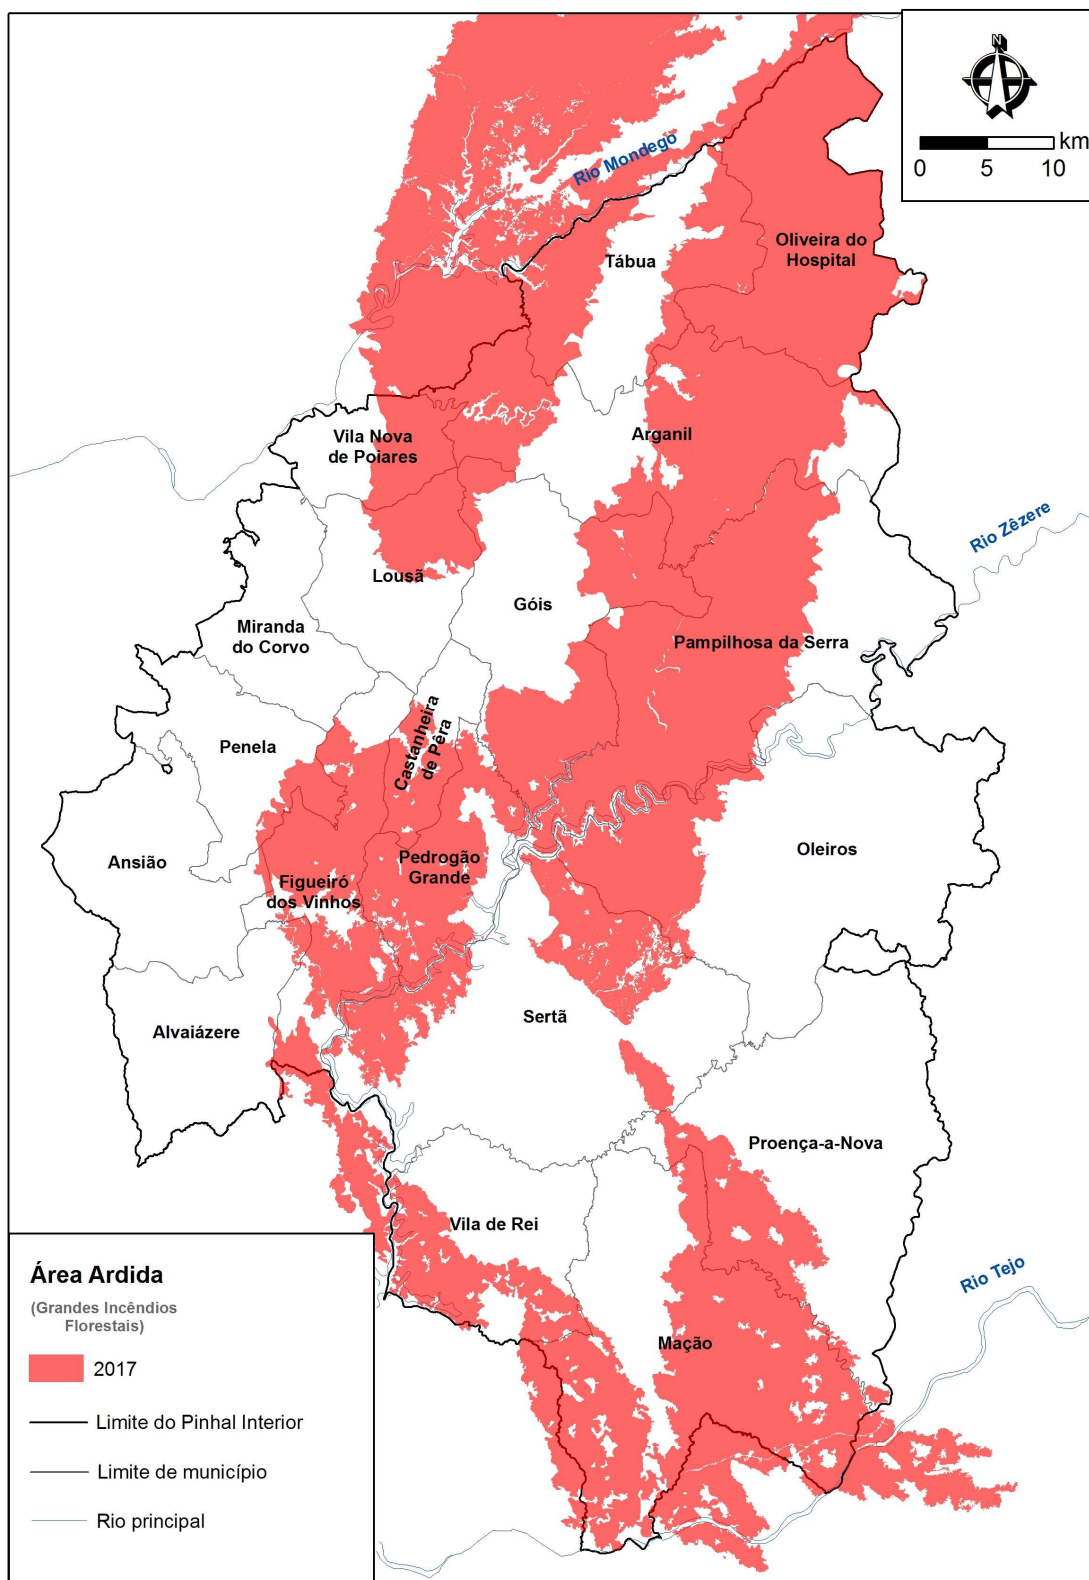 N
km
0 5 10
Rio Mondego
Oliveira do
Hospital
Tábua
Vila Nova
de Poiares
Arganil
Rio Zêzere
Lousã
Góis
Miranda
do Corvo
Pampilhosa da Serra
Castanheira
de Pêra
Penela
Ansião
Pedrogão
Grande
Oleiros
Figueiró
dos Vinhos
Sertã
Alvaiázere
Proença-a-Nova
Vila de Rei
Rio Tejo
Mação
Área Ardida
(Grandes Incêndios
Florestais)
2017
Limite do Pinhal Interior
Limite de município
Rio principal